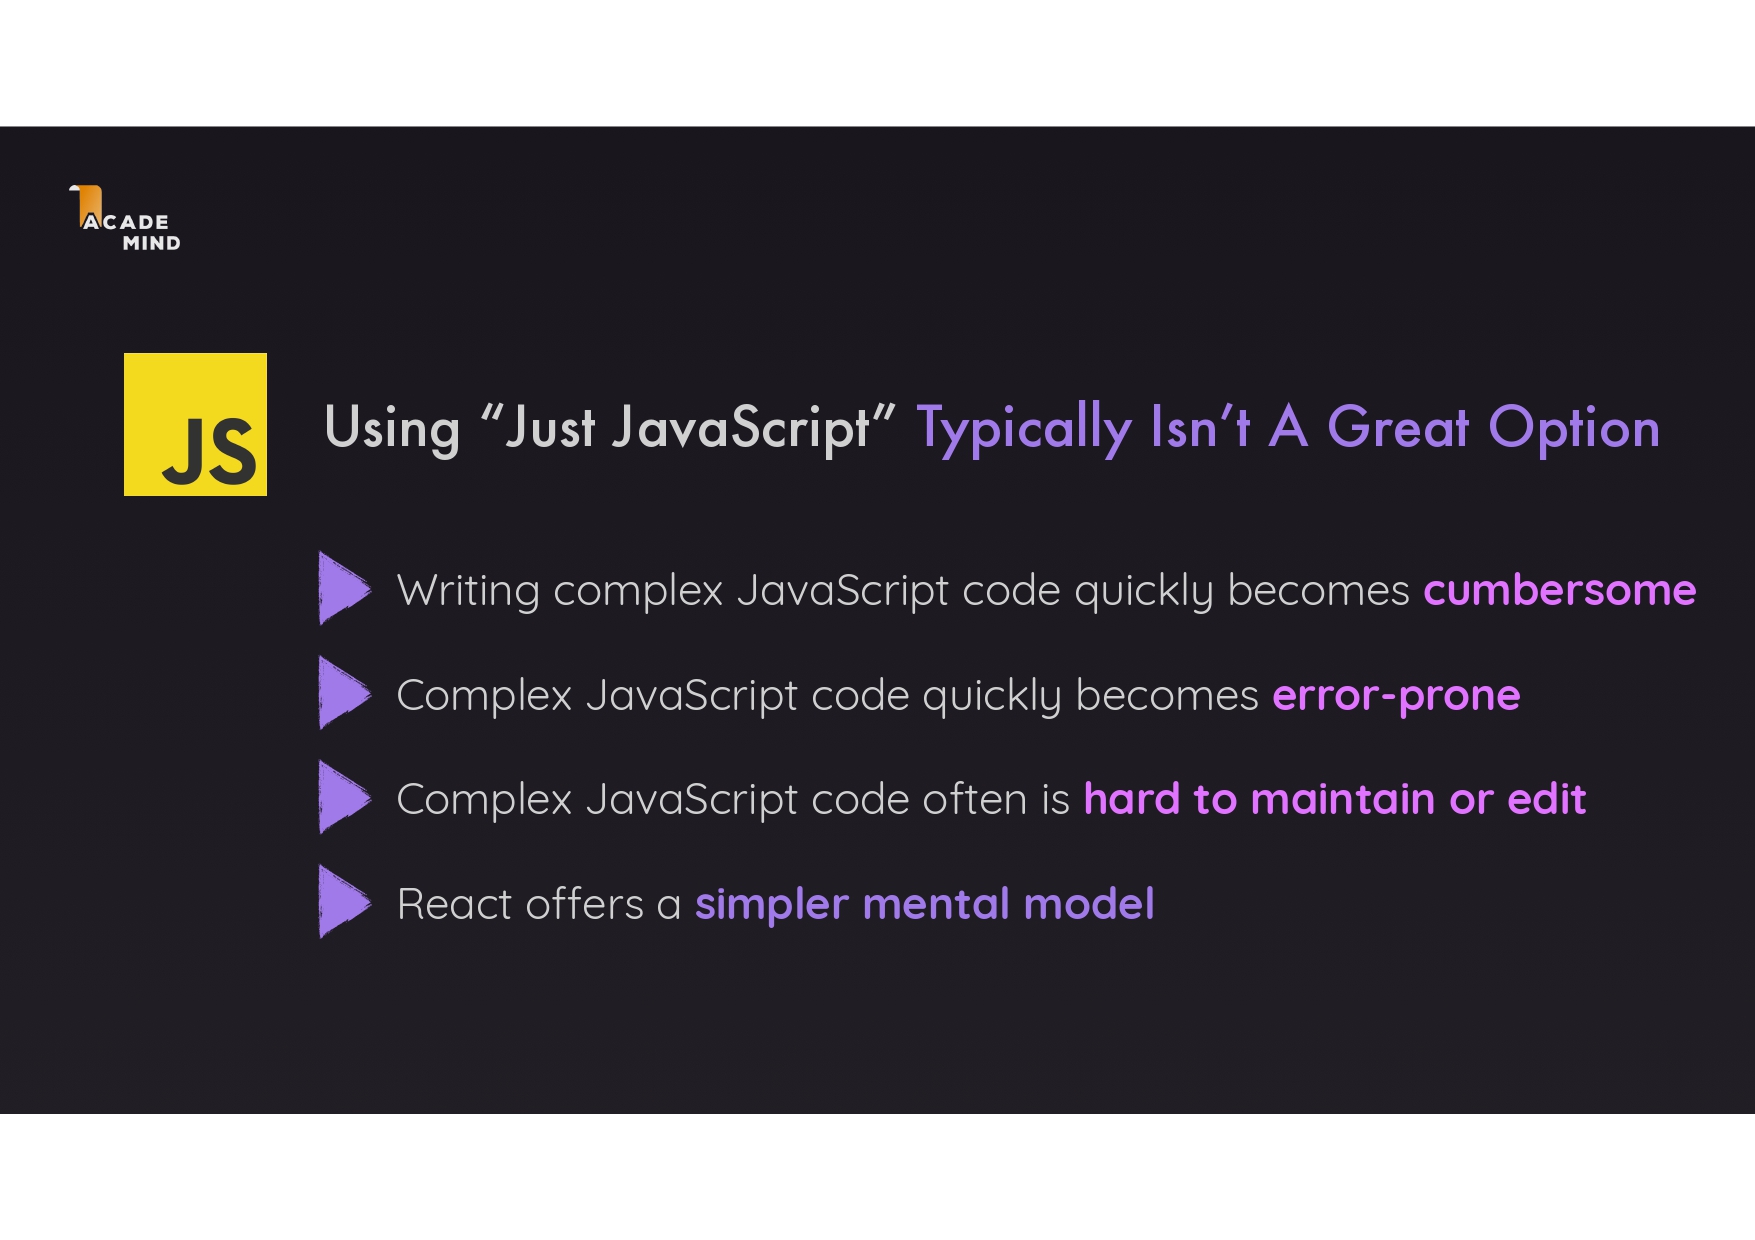 ACADE
MIND
JS
Using “Just JavaScript” Typically Isn’t A Great Option
Writing complex JavaScript code quickly becomes cumbersome
Complex JavaScript code quickly becomes error-prone
Complex JavaScript code often is hard to maintain or edit
React offers a simpler mental model